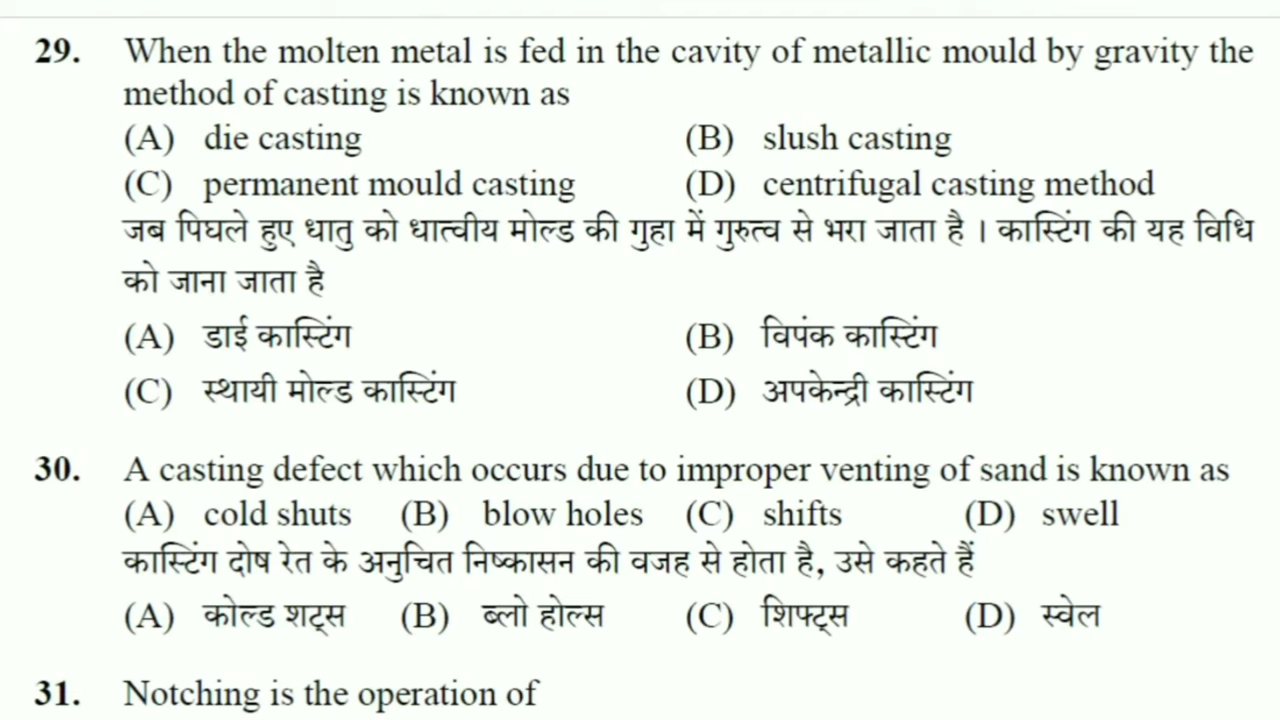 29. When the molten metal is fed in the cavity of metallic mould by gravity the
method of casting is known as
(A) die casting (B) slush casting
(C) permanent mould casting (D) centrifugal casting method
जब पिघले हुए धातु को धात्वीय मोल्ड की गुहा में गुरुत्व से भरा जाता है । कास्टिंग की यह विधि
को जाना जाता है
(A) डाई कास्टिंग (B) विपंक कास्टिंग
(C) स्थायी मोल्ड कास्टिंग (D) अपकेन्द्री कास्टिंग
30. A casting defect which occurs due to improper venting of sand is known as
(A) cold shuts (B) blow holes (C) shifts (D) swell
कास्टिंग दोष रेत के अनुचित निष्कासन की वजह से होता है, उसे कहते हैं
(A) कोल्ड शट्स (B) ब्लो होल्स (C) शिफ्ट्स (D) स्वेल
31. Notching is the operation of